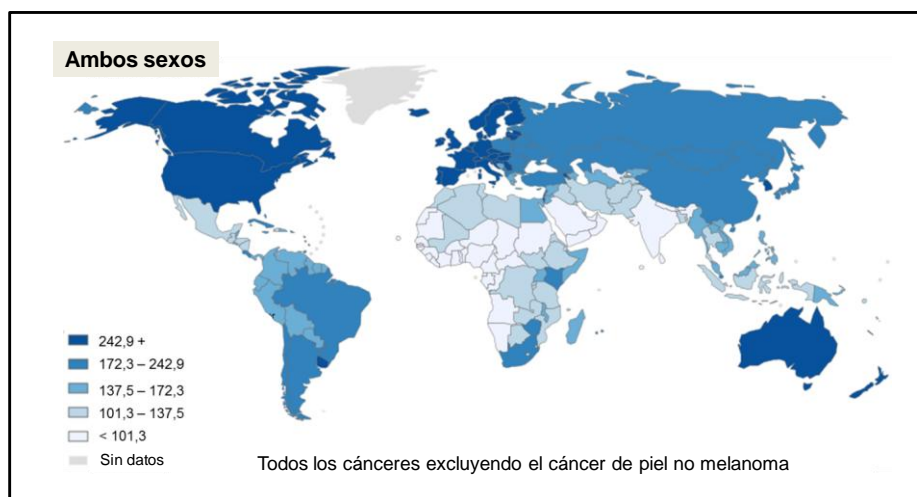 Ambos sexos
242,9 +
172,3 – 242,9
137,5 – 172,3
101,3 – 137,5
< 101,3
Sin datos
Todos los cánceres excluyendo el cáncer de piel no melanoma